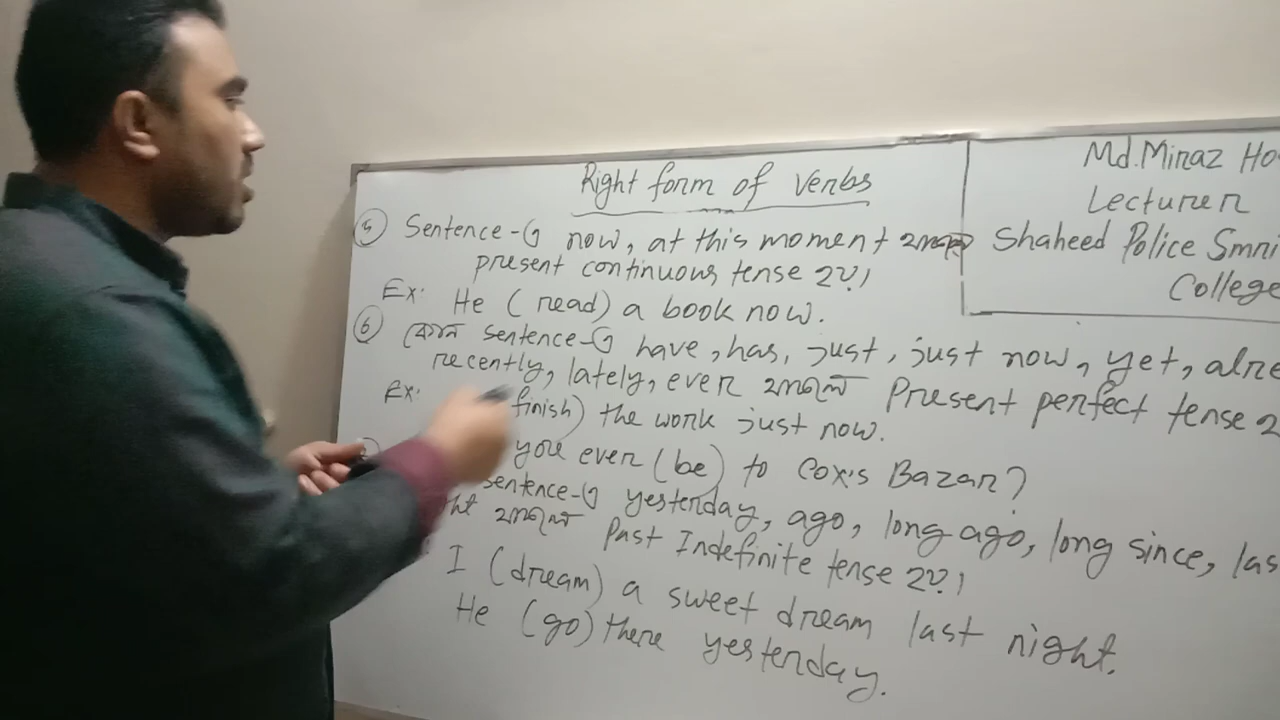 Right form of Verbs
Md. Miraz Ho
Lecturer
Shaheed Police Smri
College
5 Sentence-এ now, at this moment থাকলে
present continuous tense হয়।
Ex: He (read) a book now.
6 কোন sentence-এ have, has, just, just now, yet, alre
recently, lately, ever থাকলে Present perfect tense হ
Ex: finish) the work just now.
you ever (be) to Cox's Bazar?
sentence-এ yesterday, ago, long ago, long since, las
ht থাকলে Past Indefinite tense হয়।
I (dream) a sweet dream last night.
He (go) there yesterday.